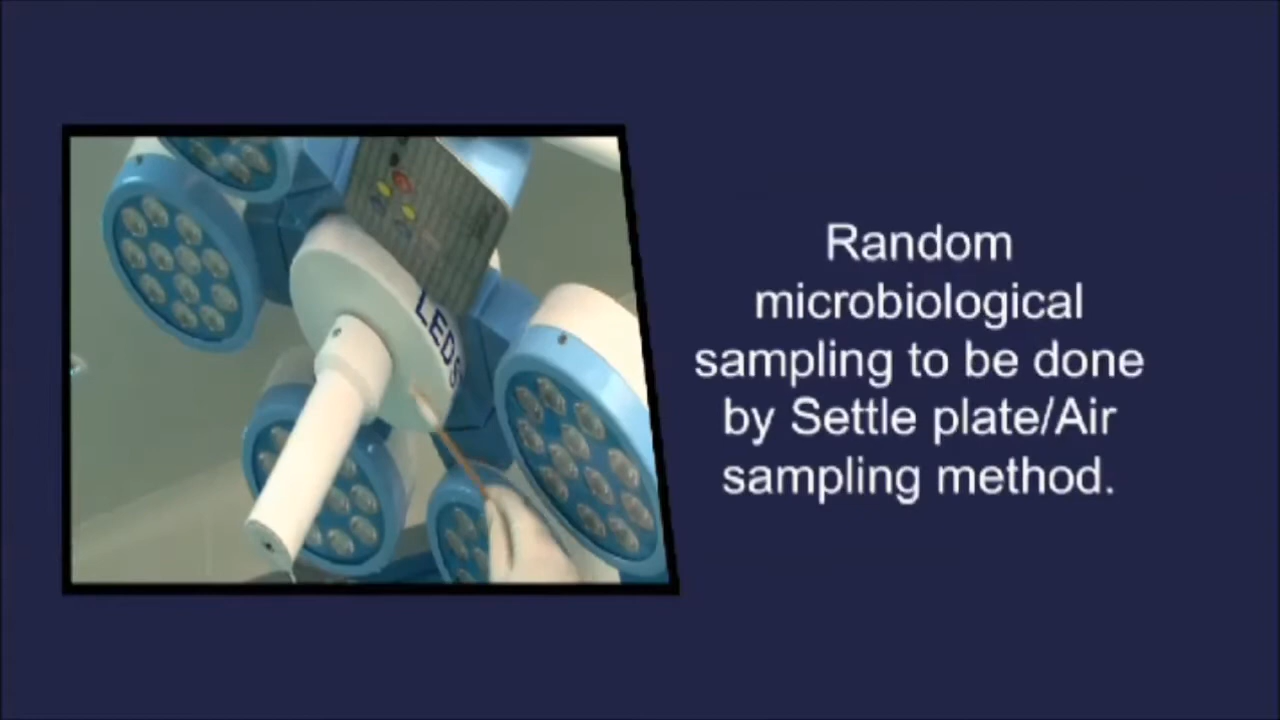 LEDS
Random
microbiological
sampling to be done
by Settle plate/Air
sampling method.